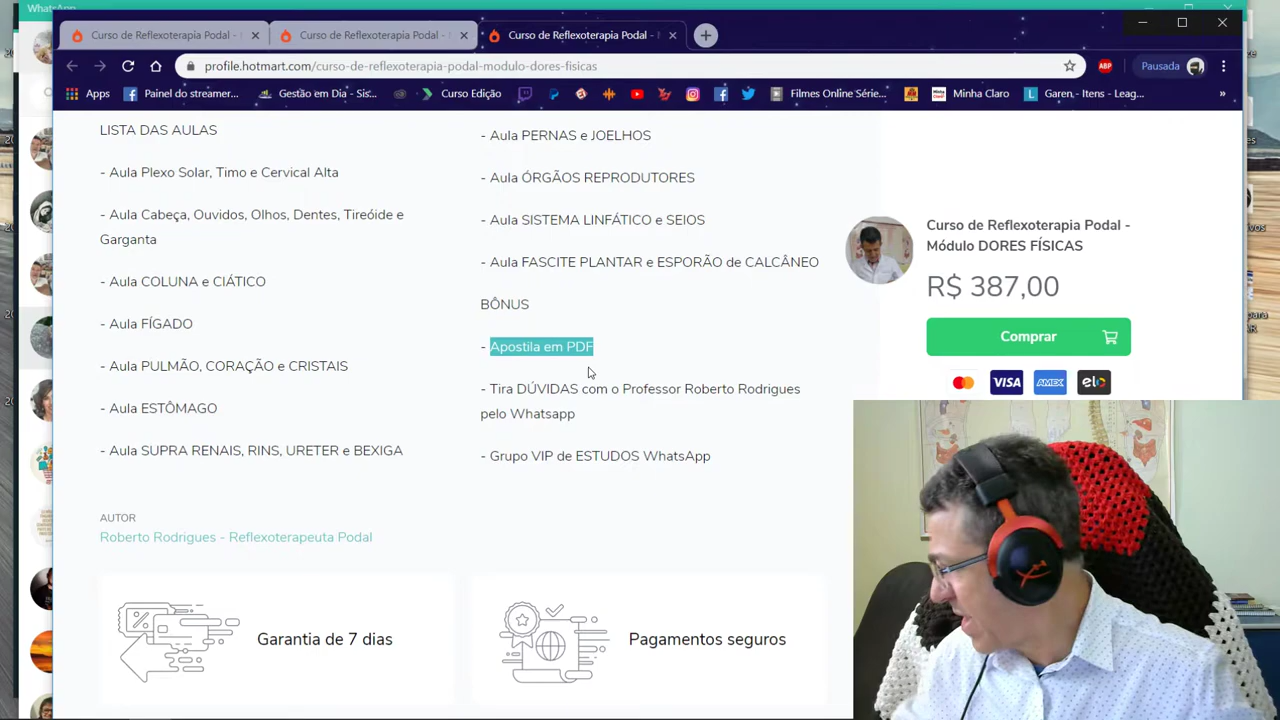 WhatsApp
Curso de Reflexoterapia Podal -
Curso de Reflexoterapia Podal -
Curso de Reflexoterapia Podal -
profile.hotmart.com/curso-de-reflexoterapia-podal-modulo-dores-fisicas
ABP
Pausada
Apps
Painel do streamer...
Gestão em Dia - Sis...
Curso Edição
Filmes Online Série...
Minha Claro
Garen - Itens - Leag...
»
LISTA DAS AULAS
- Aula Plexo Solar, Timo e Cervical Alta
- Aula Cabeça, Ouvidos, Olhos, Dentes, Tireóide e
Garganta
- Aula COLUNA e CIÁTICO
- Aula FÍGADO
- Aula PULMÃO, CORAÇÃO e CRISTAIS
- Aula ESTÔMAGO
- Aula SUPRA RENAIS, RINS, URETER e BEXIGA
- Aula PERNAS e JOELHOS
- Aula ÓRGÃOS REPRODUTORES
- Aula SISTEMA LINFÁTICO e SEIOS
- Aula FASCITE PLANTAR e ESPORÃO de CALCÂNEO
BÔNUS
- Apostila em PDF
- Tira DÚVIDAS com o Professor Roberto Rodrigues
pelo Whatsapp
- Grupo VIP de ESTUDOS WhatsApp
Curso de Reflexoterapia Podal -
Módulo DORES FÍSICAS
R$ 387,00
Comprar
VISA
AMEX
elo
AUTOR
Roberto Rodrigues - Reflexoterapeuta Podal
Garantia de 7 dias
Pagamentos seguros